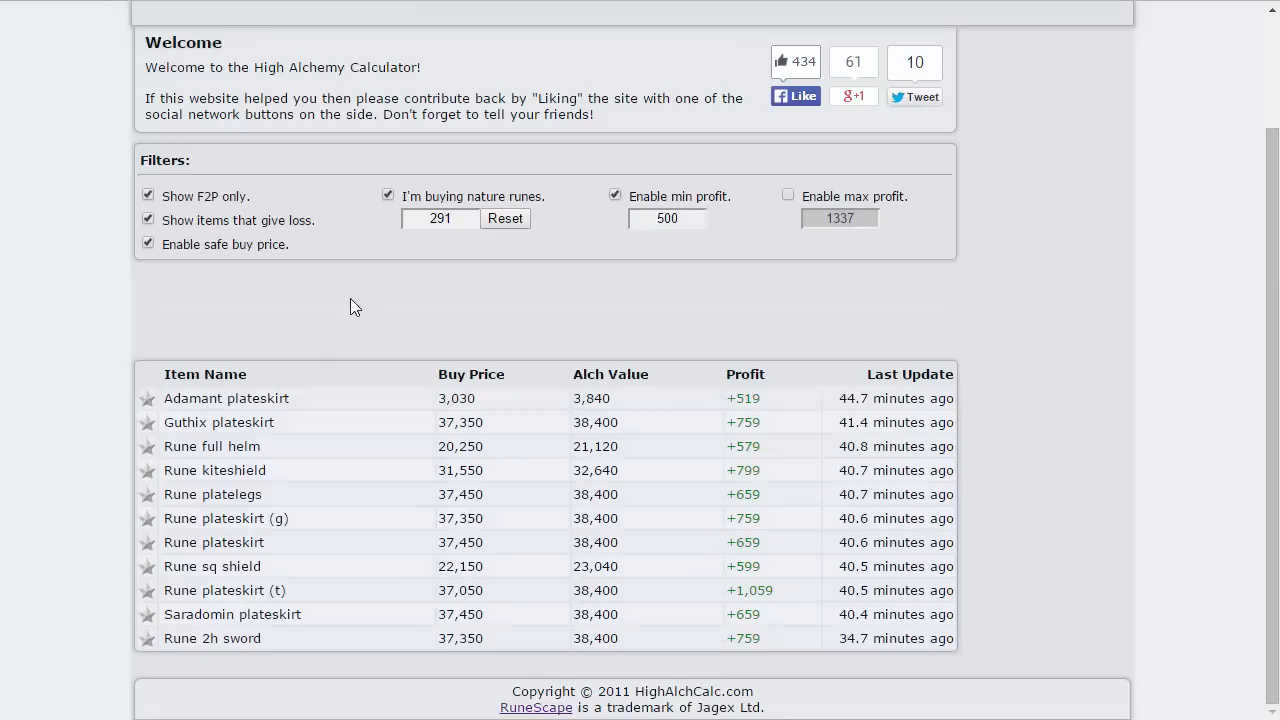 Welcome
Welcome to the High Alchemy Calculator!
If this website helped you than please contribute back by "Liking" the site with one of the
social network buttons on the side. Don't forget to tell your friends!
434 61 10
Like +1 Tweet
Filters:
Show F2P only. I'm buying nature runes. Enable min profit. Enable max profit.
Show items that give loss. 291 Reset 500 1337
Enable safe buy price.
Item Name Buy Price Alch Value Profit Last Update
Adamant plateskirt 3,030 3,840 +519 44.7 minutes ago
Guthix plateskirt 37,350 38,400 +759 41.4 minutes ago
Rune full helm 20,250 21,120 +579 40.8 minutes ago
Rune kiteshield 31,550 32,640 +799 40.7 minutes ago
Rune platelegs 37,450 38,400 +659 40.7 minutes ago
Rune plateskirt (g) 37,350 38,400 +759 40.6 minutes ago
Rune plateskirt 37,450 38,400 +659 40.6 minutes ago
Rune sq shield 22,150 23,040 +599 40.5 minutes ago
Rune plateskirt (t) 37,050 38,400 +1,059 40.5 minutes ago
Saradomin plateskirt 37,450 38,400 +659 40.4 minutes ago
Rune 2h sword 37,350 38,400 +759 34.7 minutes ago
Copyright © 2011 HighAlchCalc.com
RuneScape is a trademark of Jagex Ltd.